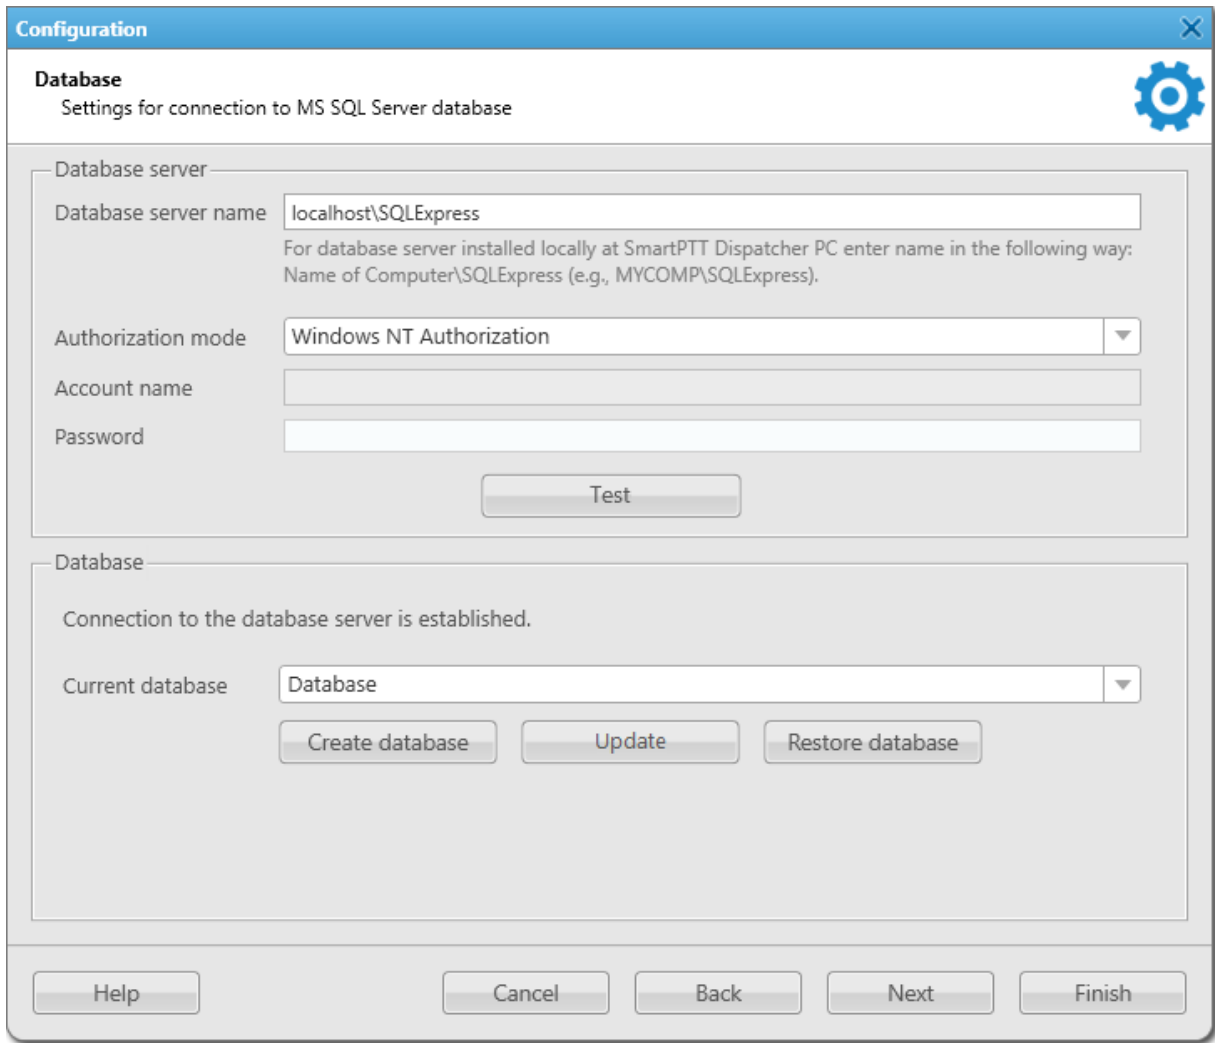 Configuration
Database
Settings for connection to MS SQL Server database
Database server
Database server name
localhost\SQLExpress
For database server installed locally at SmartPTT Dispatcher PC enter name in the following way:
Name of Computer\SQLExpress (e.g., MYCOMP\SQLExpress).
Authorization mode
Windows NT Authorization
Account name
Password
Test
Database
Connection to the database server is established.
Current database
Database
Create database
Update
Restore database
Help
Cancel
Back
Next
Finish